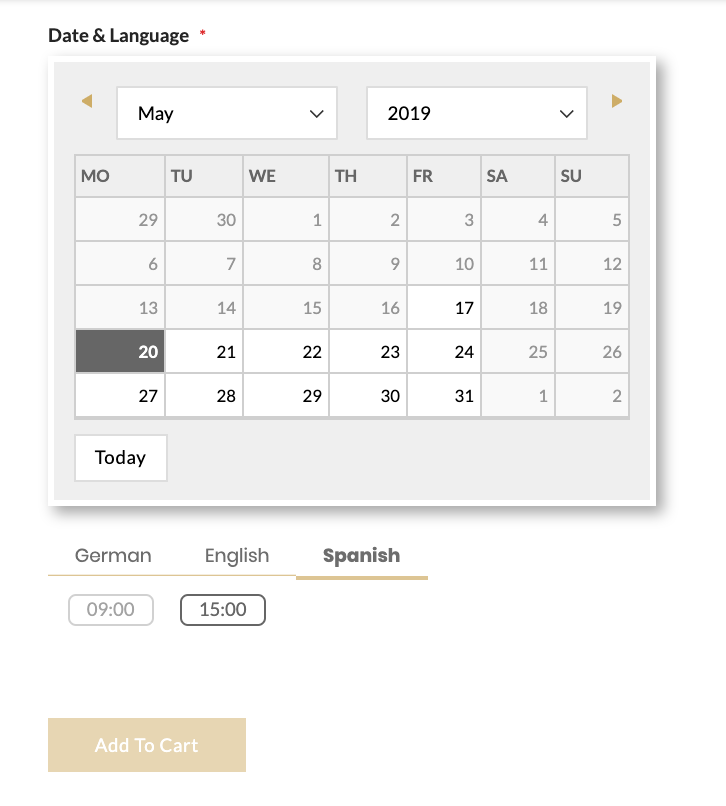 Date & Language *
May 2019
MO TU WE TH FR SA SU
29 30 1 2 3 4 5
6 7 8 9 10 11 12
13 14 15 16 17 18 19
20 21 22 23 24 25 26
27 28 29 30 31 1 2
Today
German English Spanish
09:00 15:00
Add To Cart